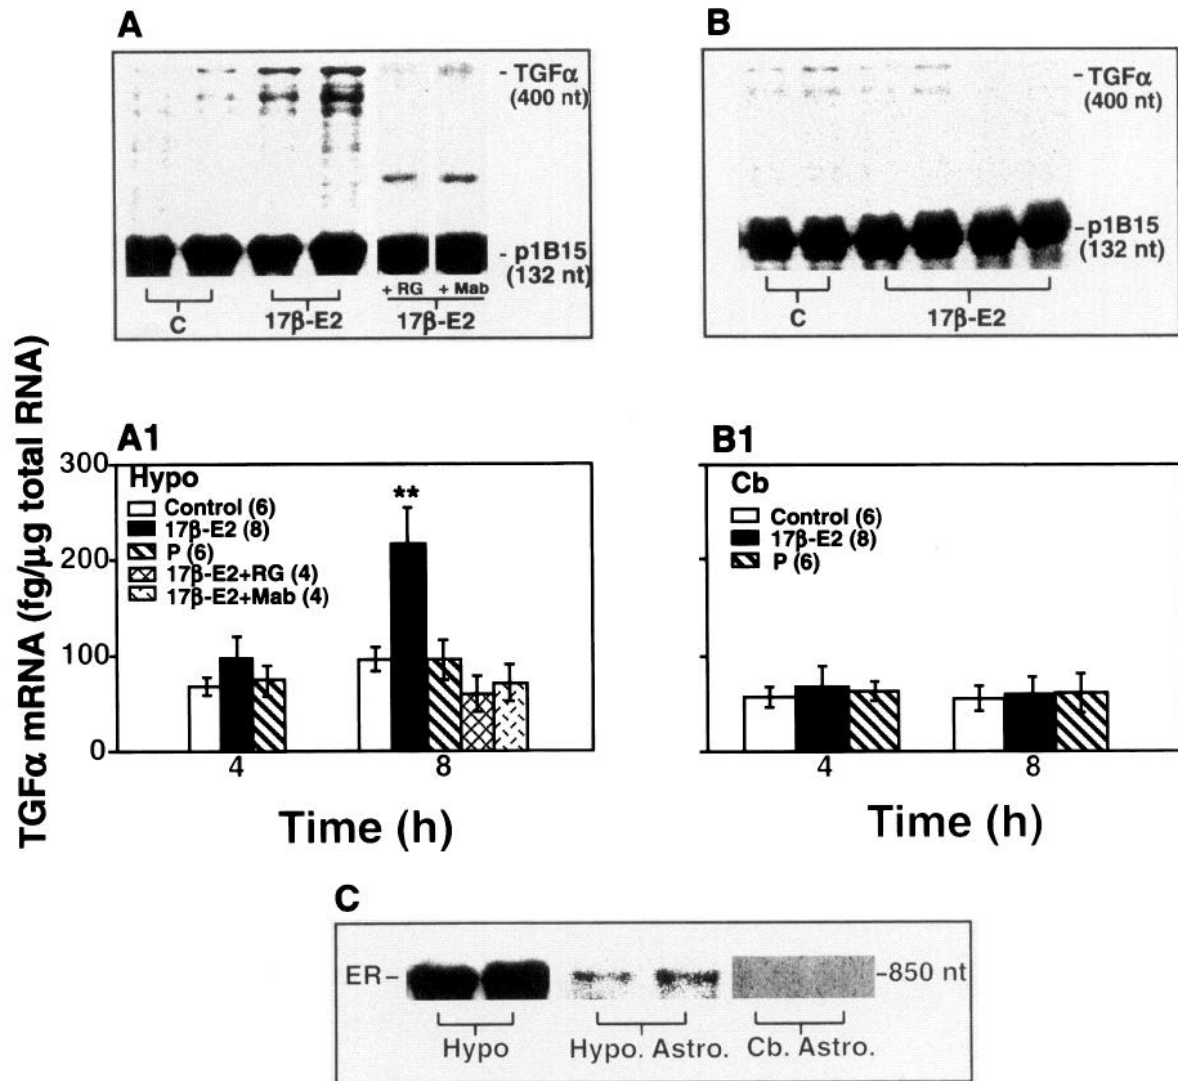 A
- TGFα
(400 nt)
- p1B15
(132 nt)
+ RG + Mab
C 17β-E2 17β-E2
B
- TGFα
(400 nt)
-p1B15
(132 nt)
C 17β-E2
TGFα mRNA (fg/µg total RNA)
A1
300
200
100
0
Hypo
Control (6)
17β-E2 (8)
P (6)
17β-E2+RG (4)
17β-E2+Mab (4)
**
4 8
Time (h)
B1
Cb
Control (6)
17β-E2 (8)
P (6)
4 8
Time (h)
C
ER- -850 nt
Hypo Hypo. Astro. Cb. Astro.